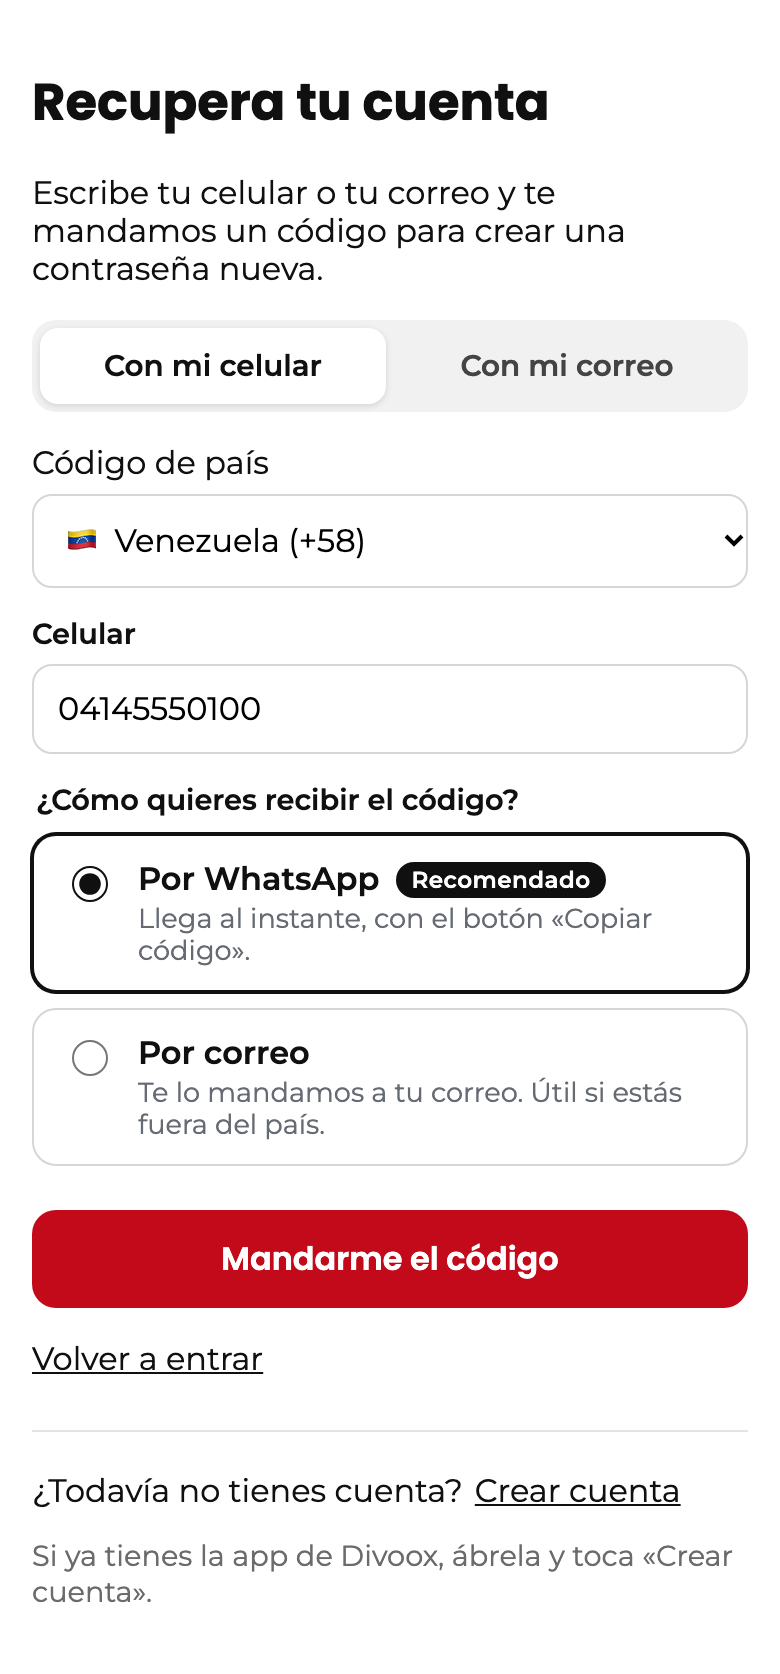 Recupera tu cuenta
Escribe tu celular o tu correo y te
mandamos un código para crear una
contraseña nueva.
Con mi celular
Con mi correo
Código de país
🇻🇪 Venezuela (+58)
Celular
04145550100
¿Cómo quieres recibir el código?
Por WhatsApp Recomendado
Llega al instante, con el botón «Copiar
código».
Por correo
Te lo mandamos a tu correo. Útil si estás
fuera del país.
Mandarme el código
Volver a entrar
¿Todavía no tienes cuenta? Crear cuenta
Si ya tienes la app de Divoox, ábrela y toca «Crear
cuenta».